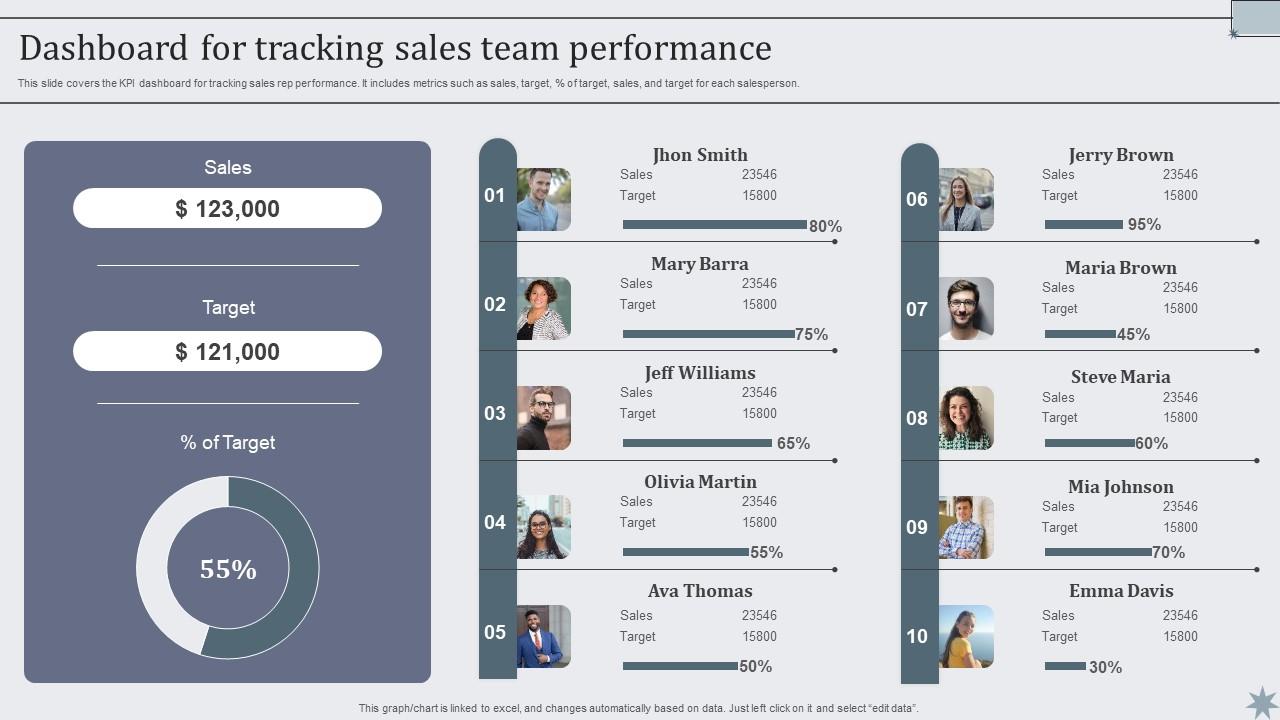 Dashboard for tracking sales team performance
This slide covers the KPI dashboard for tracking sales rep performance. It includes metrics such as sales, target, % of target, sales, and target for each salesperson.
Sales
$ 123,000
Target
$ 121,000
% of Target
55%
01
Jhon Smith
Sales 23546
Target 15800
80%
02
Mary Barra
Sales 23546
Target 15800
75%
03
Jeff Williams
Sales 23546
Target 15800
65%
04
Olivia Martin
Sales 23546
Target 15800
55%
05
Ava Thomas
Sales 23546
Target 15800
50%
06
Jerry Brown
Sales 23546
Target 15800
95%
07
Maria Brown
Sales 23546
Target 15800
45%
08
Steve Maria
Sales 23546
Target 15800
60%
09
Mia Johnson
Sales 23546
Target 15800
70%
10
Emma Davis
Sales 23546
Target 15800
30%
This graph/chart is linked to excel, and changes automatically based on data. Just left click on it and select “edit data”.